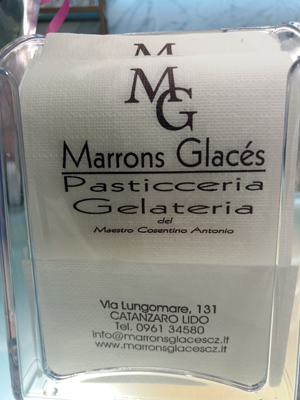 M
M
G
Marrons Glacés
Pasticceria
Gelateria
del
Maestro Cosentino Antonio
Via Lungomare, 131
CATANZARO LIDO
Tel. 0961 34580
info@marronsglacescz.it
www.marronsglacescz.it